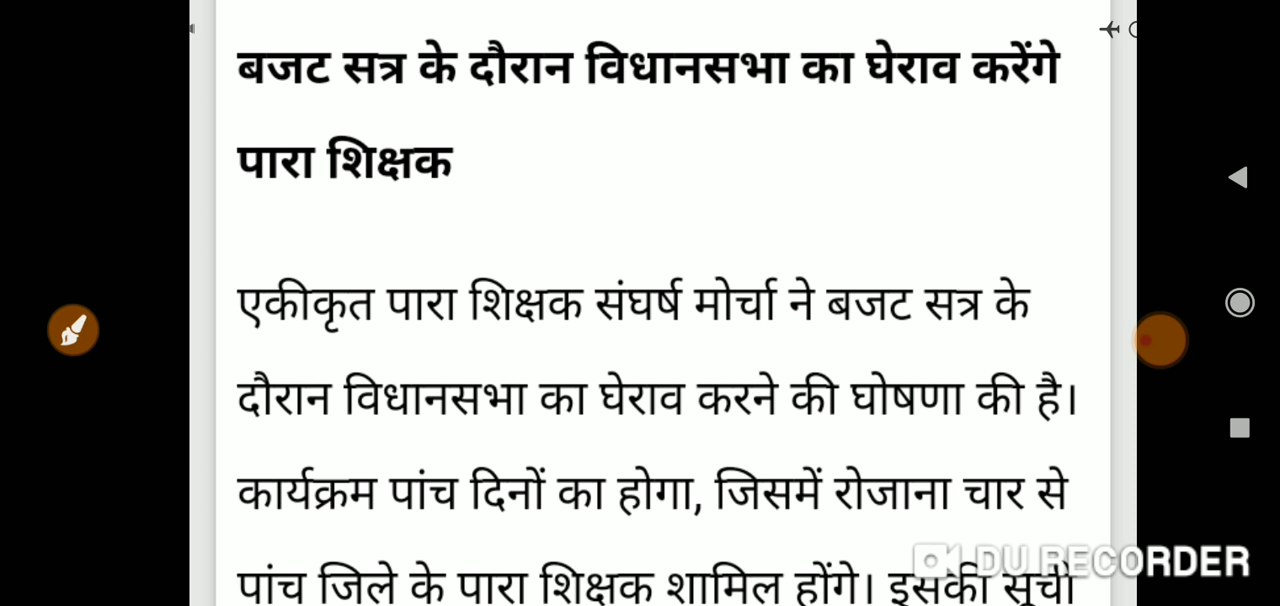 बजट सत्र के दौरान विधानसभा का घेराव करेंगे
पारा शिक्षक
एकीकृत पारा शिक्षक संघर्ष मोर्चा ने बजट सत्र के
दौरान विधानसभा का घेराव करने की घोषणा की है।
कार्यक्रम पांच दिनों का होगा, जिसमें रोजाना चार से
पांच जिले के पारा शिक्षक शामिल होंगे। इसकी सूची
DU RECORDER